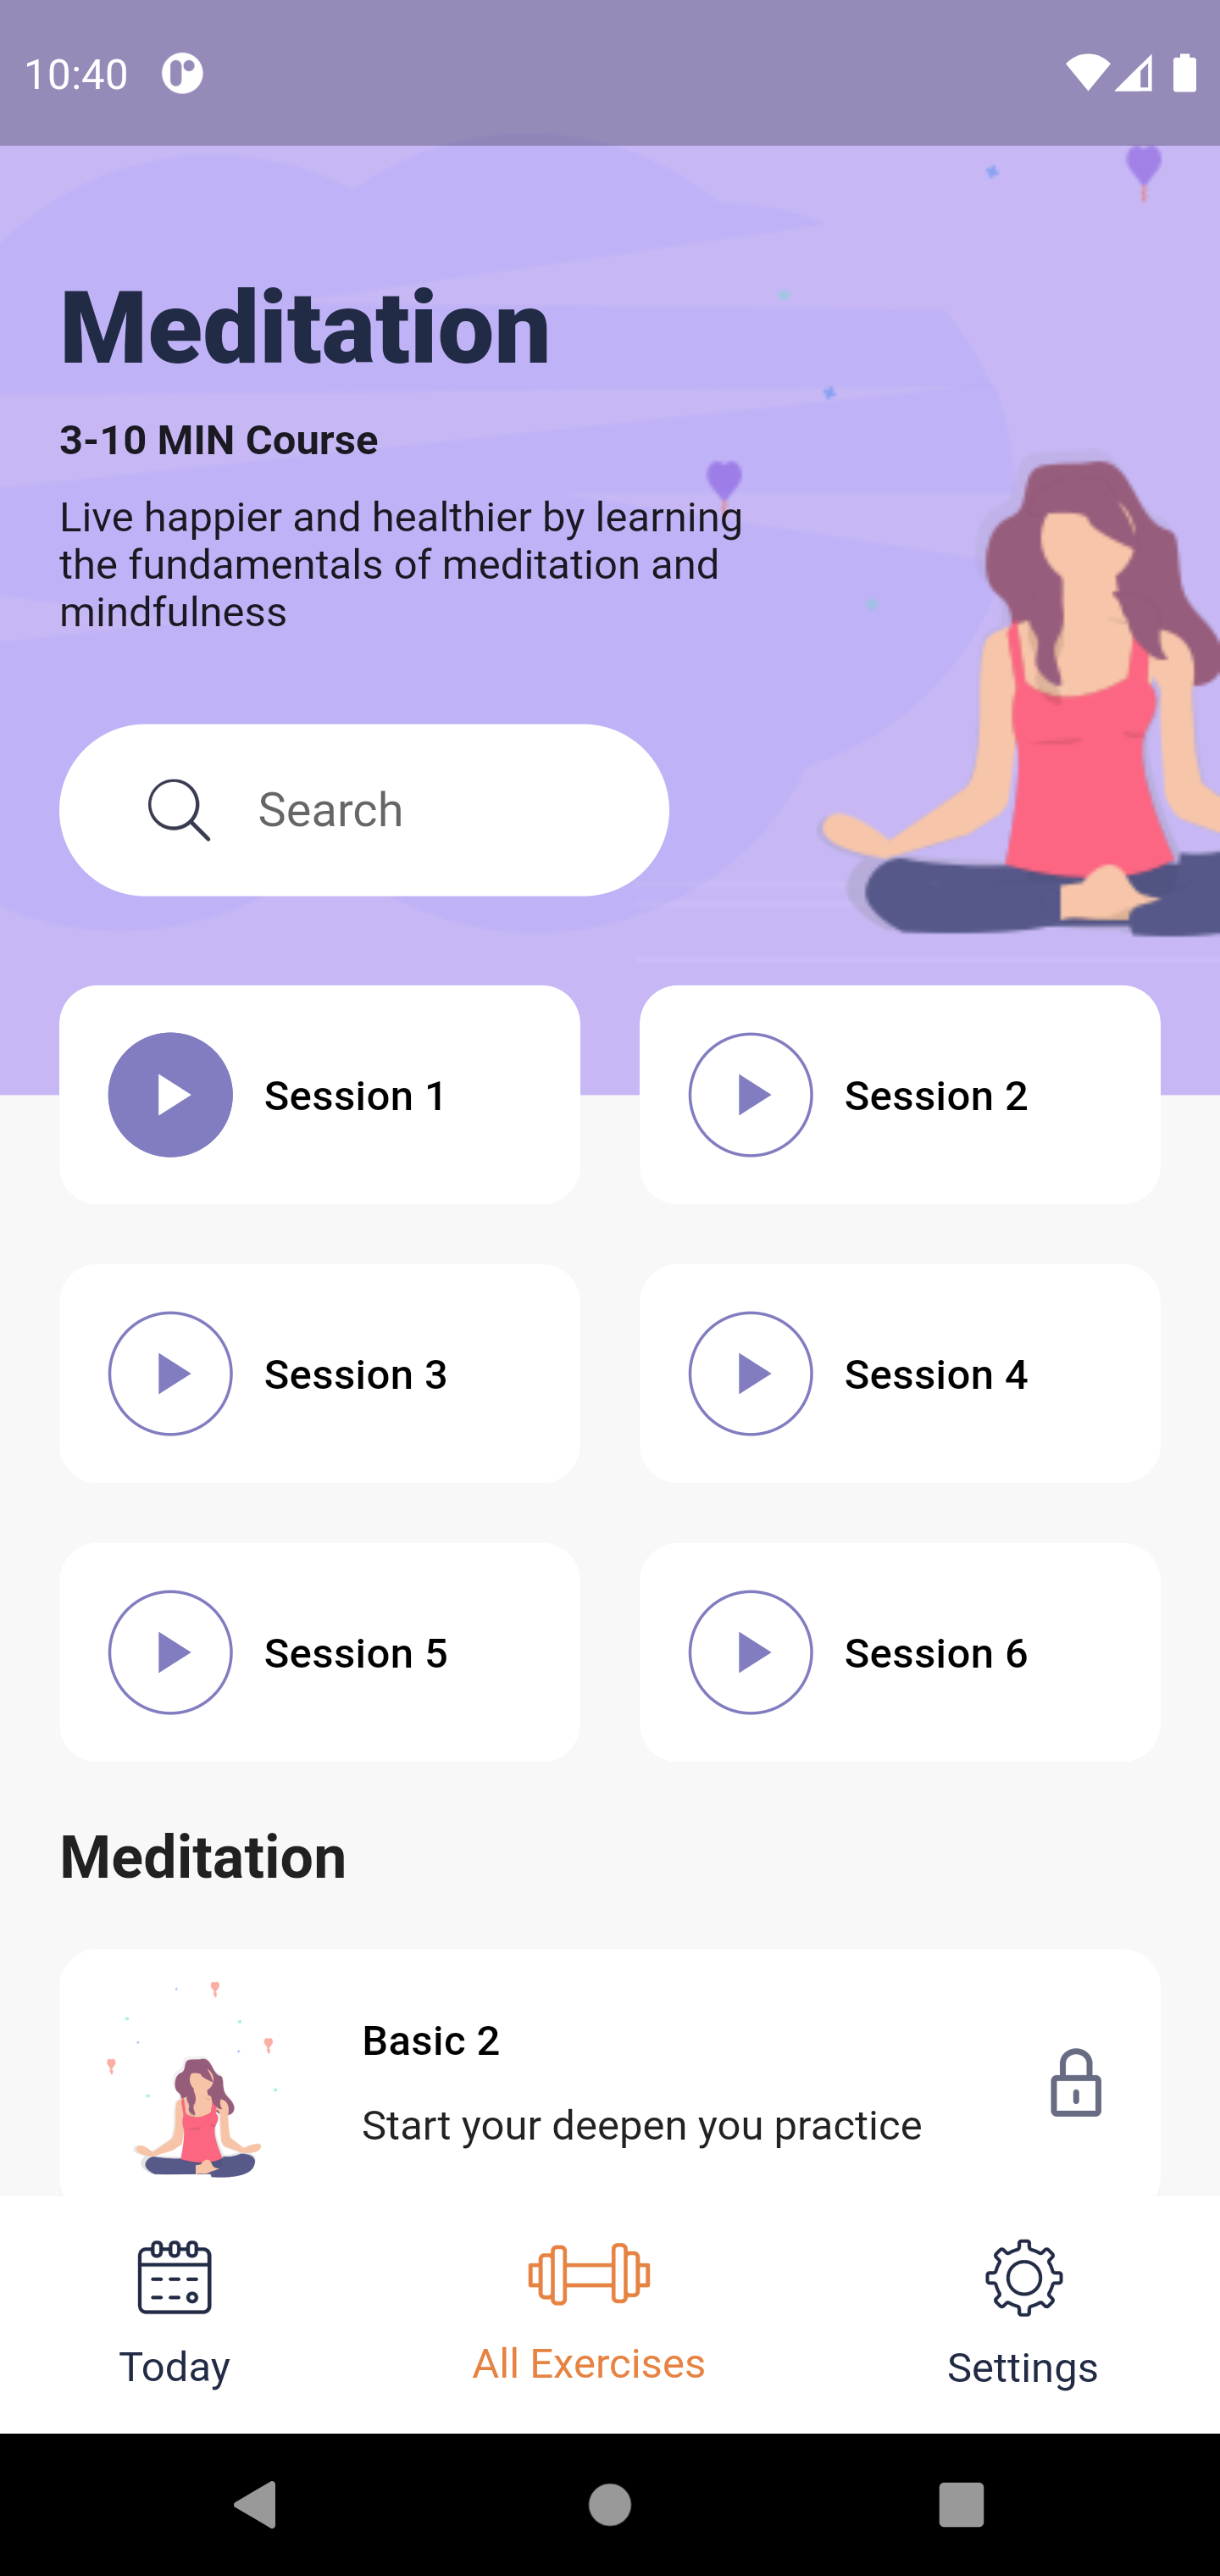 10:40
Meditation
3-10 MIN Course
Live happier and healthier by learning
the fundamentals of meditation and
mindfulness
Search
Session 1
Session 2
Session 3
Session 4
Session 5
Session 6
Meditation
Basic 2
Start your deepen you practice
Today
All Exercises
Settings